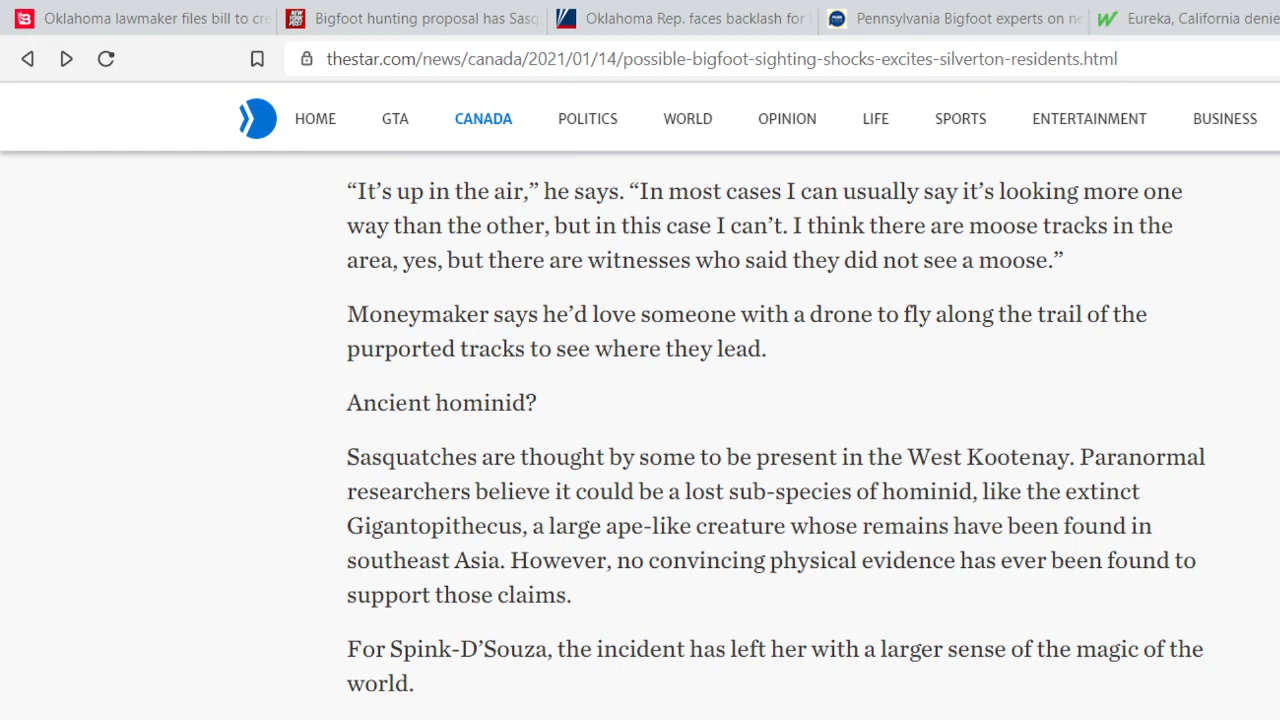 Oklahoma lawmaker files bill to cre
Bigfoot hunting proposal has Sasq
Oklahoma Rep. faces backlash for
Pennsylvania Bigfoot experts on ne
Eureka, California denie
thestar.com/news/canada/2021/01/14/possible-bigfoot-sighting-shocks-excites-silverton-residents.html
HOME GTA CANADA POLITICS WORLD OPINION LIFE SPORTS ENTERTAINMENT BUSINESS
“It’s up in the air,” he says. “In most cases I can usually say it’s looking more one
way than the other, but in this case I can’t. I think there are moose tracks in the
area, yes, but there are witnesses who said they did not see a moose.”
Moneymaker says he’d love someone with a drone to fly along the trail of the
purported tracks to see where they lead.
Ancient hominid?
Sasquatches are thought by some to be present in the West Kootenay. Paranormal
researchers believe it could be a lost sub-species of hominid, like the extinct
Gigantopithecus, a large ape-like creature whose remains have been found in
southeast Asia. However, no convincing physical evidence has ever been found to
support those claims.
For Spink-D’Souza, the incident has left her with a larger sense of the magic of the
world.